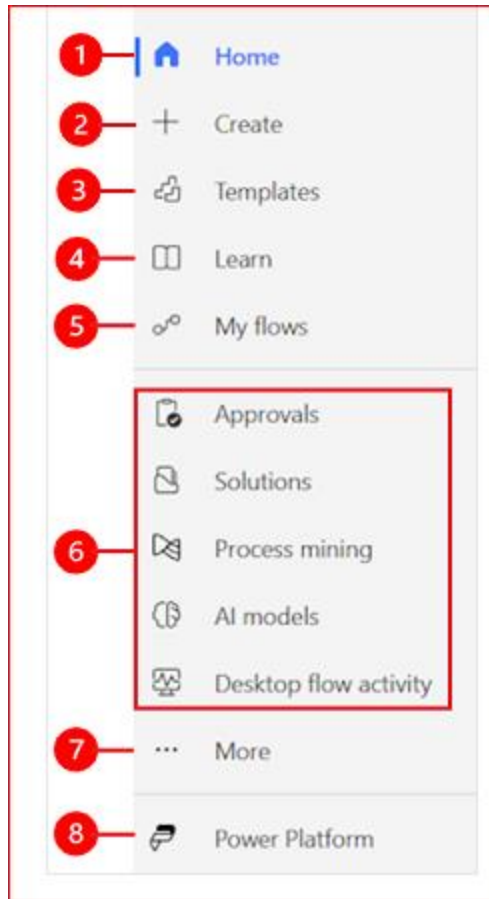 1 Home
2 + Create
3 Templates
4 Learn
5 My flows
Approvals
Solutions
6 Process mining
AI models
Desktop flow activity
7 ... More
8 Power Platform